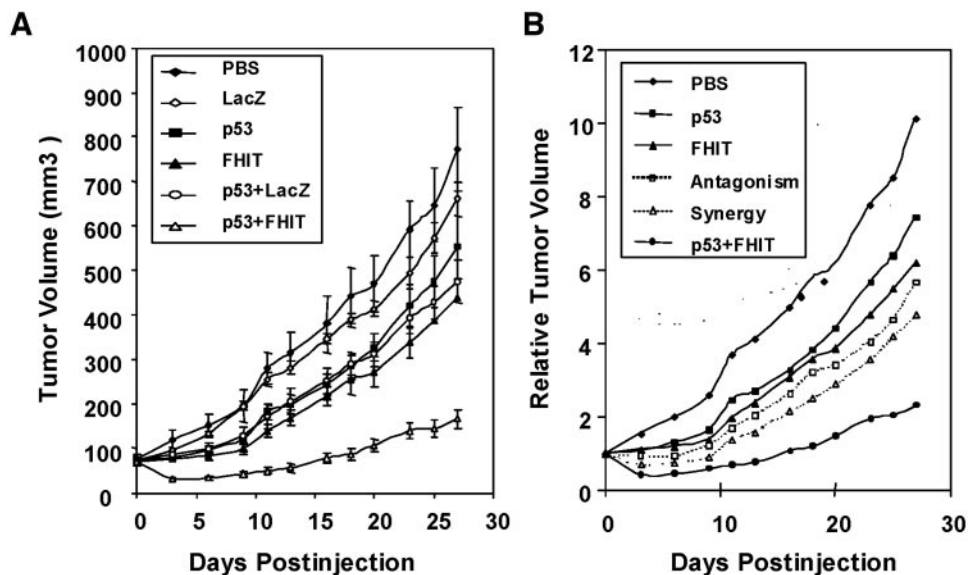 A
Tumor Volume (mm3 )
1000
900
800
700
600
500
400
300
200
100
0
PBS
LacZ
p53
FHIT
p53+LacZ
p53+FHIT
0 5 10 15 20 25 30
Days Postinjection
B
Relative Tumor Volume
12
10
8
6
4
2
0
PBS
p53
FHIT
Antagonism
Synergy
p53+FHIT
0 10 20 30
Days Postinjection